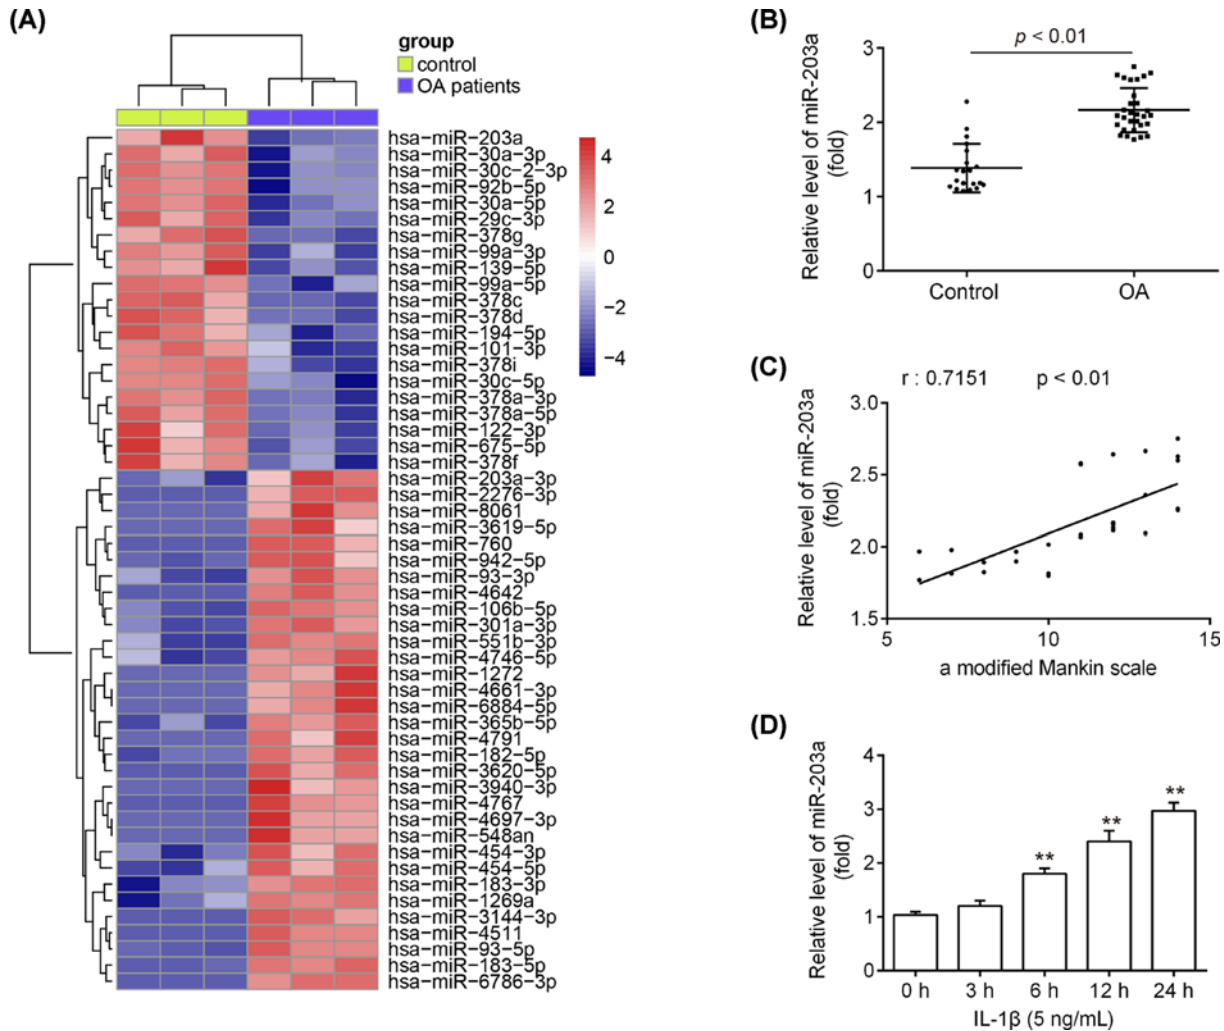 (A)
group
control
OA patients
hsa-miR-203a
hsa-miR-30a-3p
hsa-miR-30c-2-3p
hsa-miR-92b-5p
hsa-miR-30a-5p
hsa-miR-29c-3p
hsa-miR-378g
hsa-miR-99a-3p
hsa-miR-139-5p
hsa-miR-99a-5p
hsa-miR-378c
hsa-miR-378d
hsa-miR-194-5p
hsa-miR-101-3p
hsa-miR-378i
hsa-miR-30c-5p
hsa-miR-378a-3p
hsa-miR-378a-5p
hsa-miR-122-3p
hsa-miR-675-5p
hsa-miR-378f
hsa-miR-203a-3p
hsa-miR-2276-3p
hsa-miR-8061
hsa-miR-3619-5p
hsa-miR-760
hsa-miR-942-5p
hsa-miR-93-3p
hsa-miR-4642
hsa-miR-106b-5p
hsa-miR-301a-3p
hsa-miR-551b-3p
hsa-miR-4746-5p
hsa-miR-1272
hsa-miR-4661-3p
hsa-miR-6884-5p
hsa-miR-365b-5p
hsa-miR-4791
hsa-miR-182-5p
hsa-miR-3620-5p
hsa-miR-3940-3p
hsa-miR-4767
hsa-miR-4697-3p
hsa-miR-548an
hsa-miR-454-3p
hsa-miR-454-5p
hsa-miR-183-3p
hsa-miR-1269a
hsa-miR-3144-3p
hsa-miR-4511
hsa-miR-93-5p
hsa-miR-183-5p
hsa-miR-6786-3p
4
2
0
−2
−4
(B)
p < 0.01
Relative level of miR-203a
(fold)
3
2
1
0
Control
OA
(C)
r : 0.7151
p < 0.01
Relative level of miR-203a
(fold)
3.0
2.5
2.0
1.5
5
10
15
a modified Mankin scale
(D)
Relative level of miR-203a
(fold)
4
3
2
1
0
**
**
**
0 h
3 h
6 h
12 h
24 h
IL-1β (5 ng/mL)